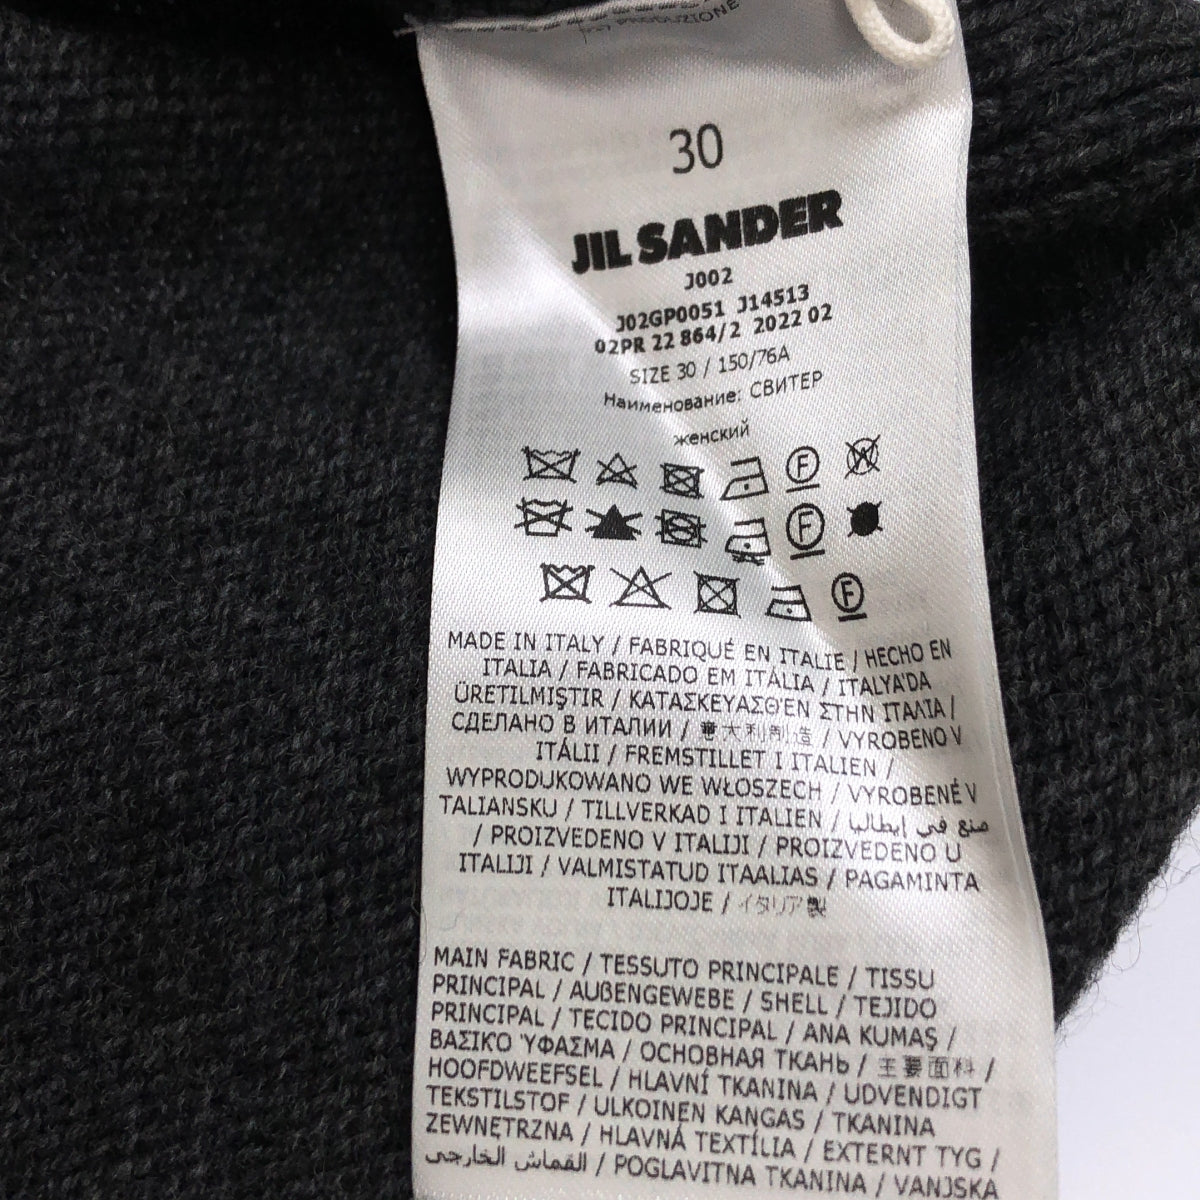 PRODUZIONE
30
JIL SANDER
J002
J02GP0051 J14513
02PR 22 864/2 2022 02
SIZE 30 / 150/76A
Наименование: СВИТЕР
женский
F W
F
F
MADE IN ITALY / FABRIQUÉ EN ITALIE / HECHO EN
ITALIA / FABRICADO EM ITÁLIA / ITALYA'DA
ÜRETILMIŞTIR / ΚΑΤΑΣΚΕΥΑΣΘΈΝ ΣΤΗΝ ΙΤΑΛΊΑ /
СДЕЛАНО В ИТАЛИИ / 意大利制造 / VYROBENO V
ITÁLII / FREMSTILLET I ITALIEN /
WYPRODUKOWANO WE WŁOSZECH / VYROBENÉ V
TALIANSKU / TILLVERKAD I ITALIEN / صنع في إيطاليا
/ PROIZVEDENO V ITALIJI / PROIZVEDENO U
ITALIJI / VALMISTATUD ITAALIAS / PAGAMINTA
ITALIJOJE / イタリア製
MAIN FABRIC / TESSUTO PRINCIPALE / TISSU
PRINCIPAL / AUßENGEWEBE / SHELL / TEJIDO
PRINCIPAL / TECIDO PRINCIPAL / ANA KUMAŞ /
ΒΑΣΙΚΌ ΎΦΑΣΜΑ / ОСНОВНАЯ ТКАНЬ / 主要面料 /
HOOFDWEEFSEL / HLAVNÍ TKANINA / UDVENDIGT
TEKSTILSTOF / ULKOINEN KANGAS / TKANINA
ZEWNĘTRZNA / HLAVNÁ TEXTÍLIA / EXTERNT TYG /
القماش الخارجي / POGLAVITNA TKANINA / VANJSKA